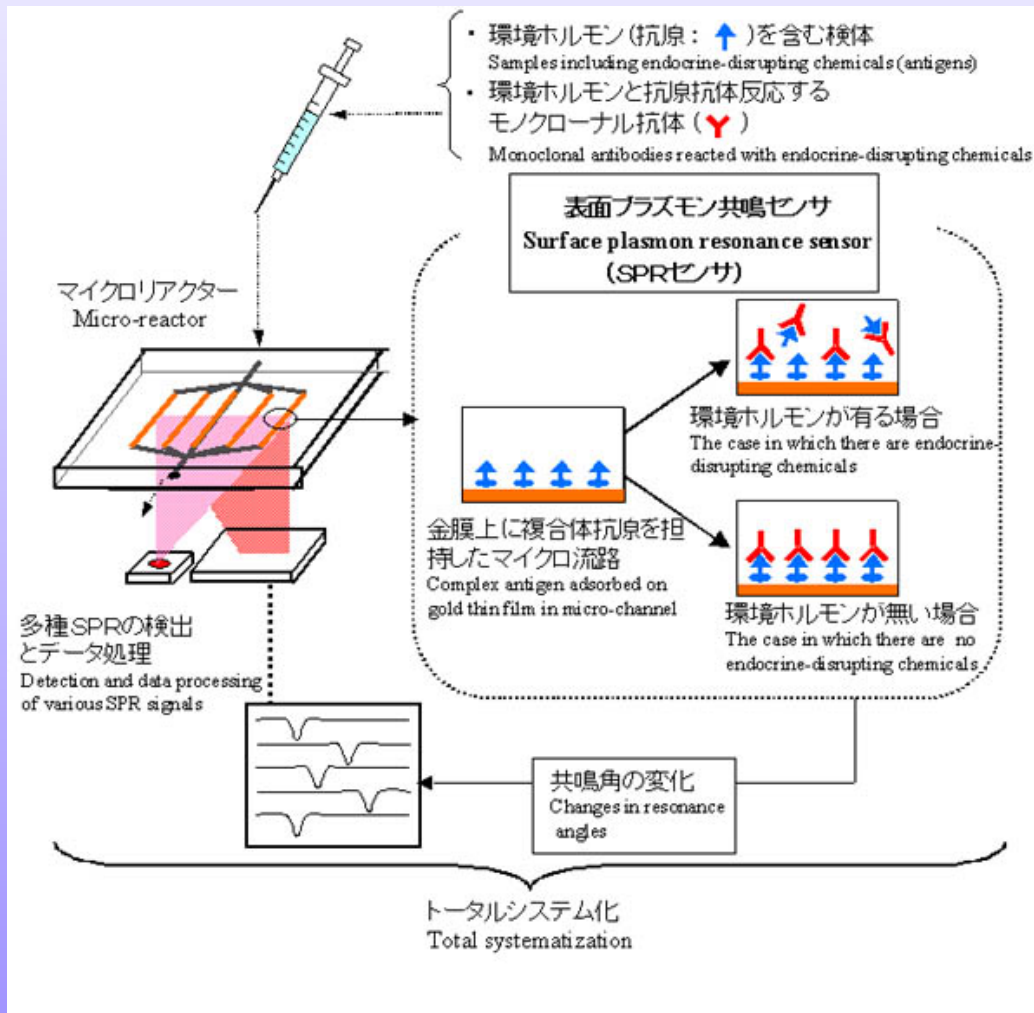 ・ 環境ホルモン(抗原： )を含む検体
Samples including endocrine-disrupting chemicals (antigens)
・ 環境ホルモンと抗原抗体反応する
モノクローナル抗体( )
Monoclonal antibodies reacted with endocrine-disrupting chemicals
表面プラズモン共鳴センサ
Surface plasmon resonance sensor
(SPRセンサ)
マイクロリアクター
Micro-reactor
環境ホルモンが有る場合
The case in which there are endocrine-
disrupting chemicals
金膜上に複合体抗原を担
持したマイクロ流路
Complex antigen adsorbed on
gold thin film in micro-channel
環境ホルモンが無い場合
The case in which there are no
endocrine-disrupting chemicals
多種SPRの検出
とデータ処理
Detection and data processing
of various SPR signals
共鳴角の変化
Changes in resonance
angles
トータルシステム化
Total systematization